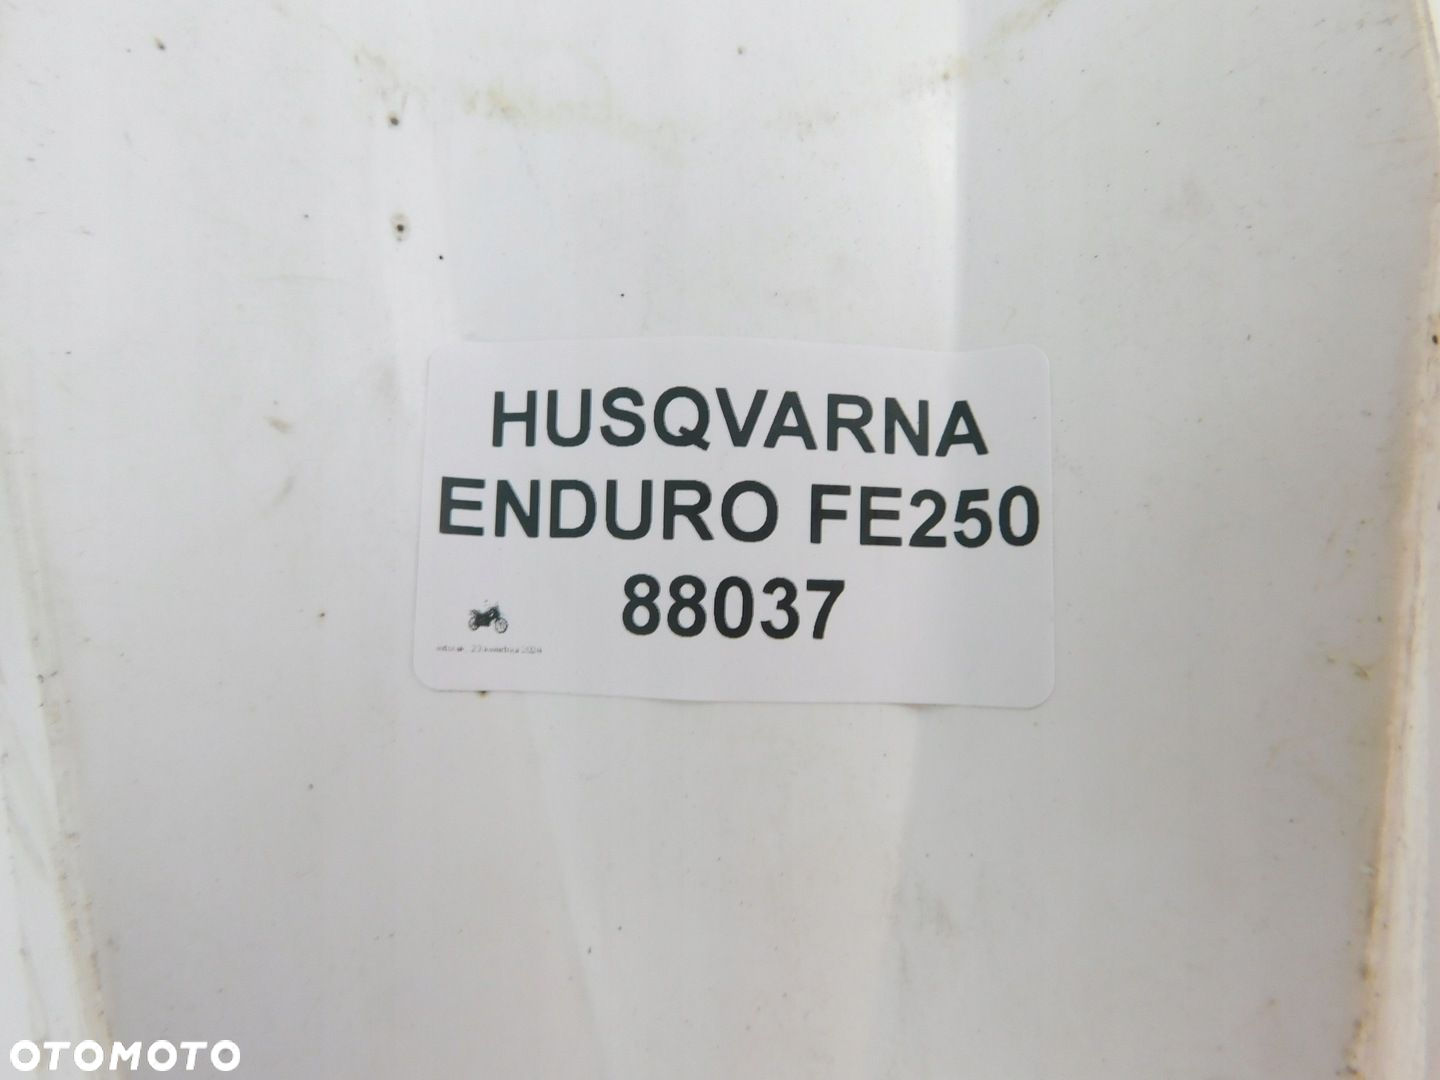 HUSQVARNA
ENDURO FE250
88037
OTOMOTO